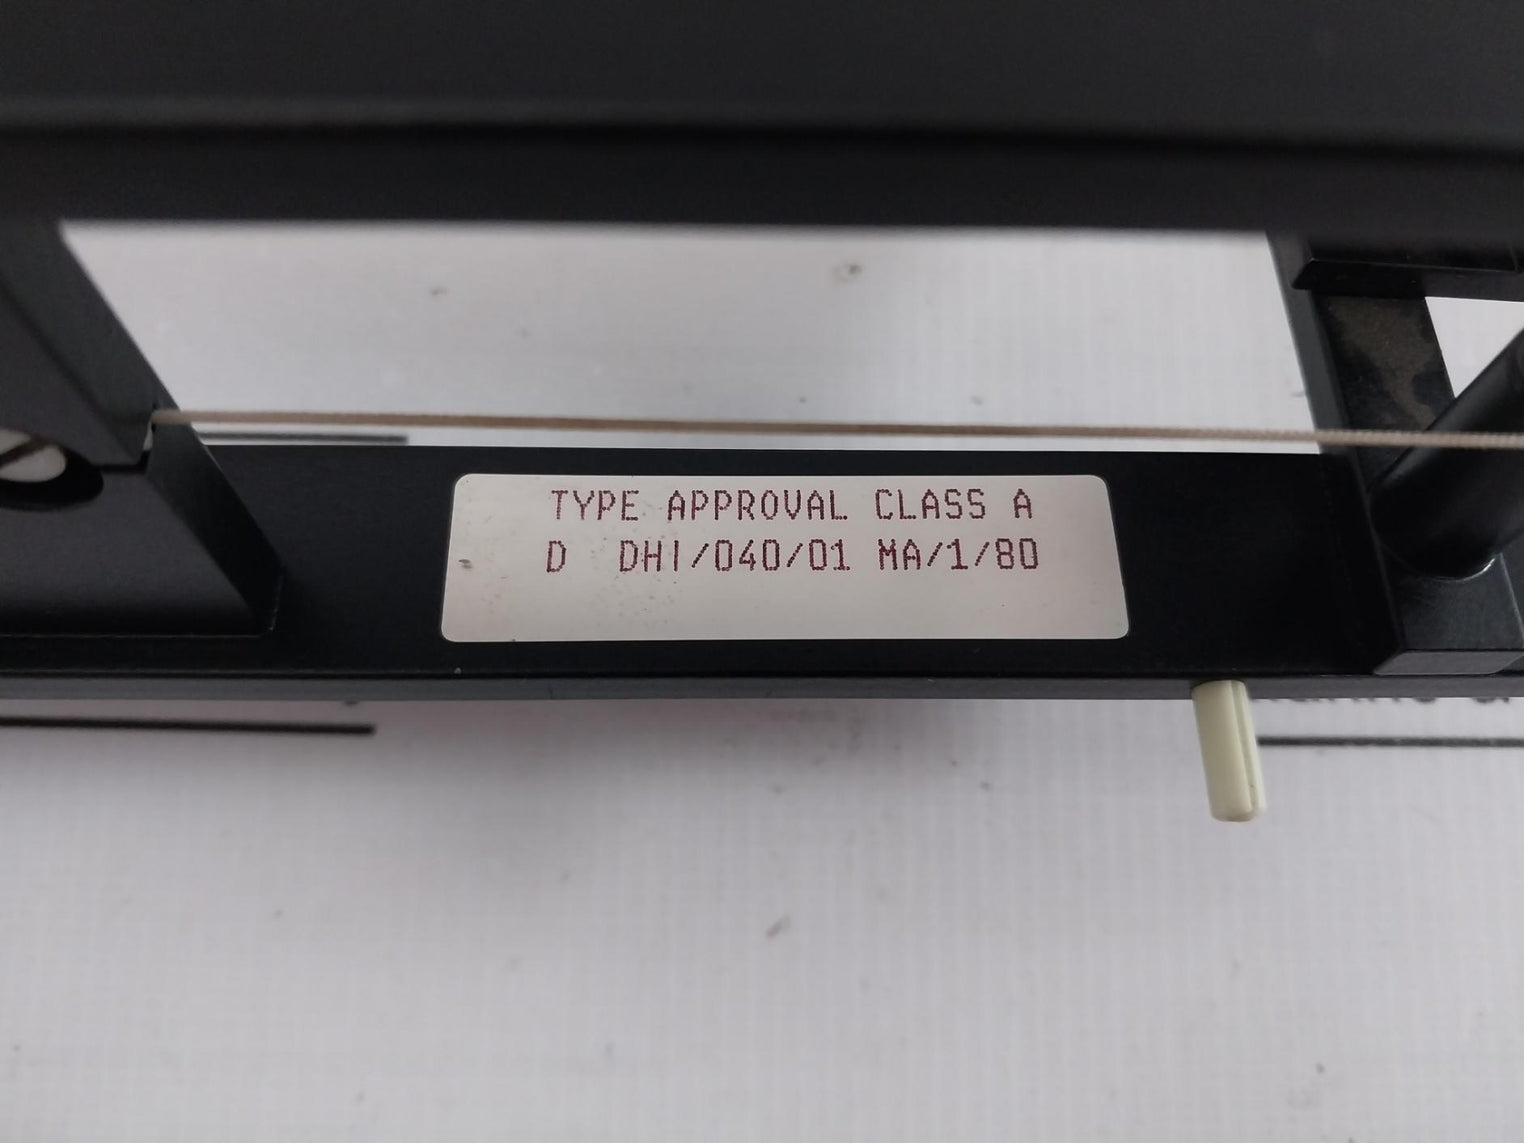 TYPE APPROVAL CLASS A
D DHI/040/01 MA/1/80